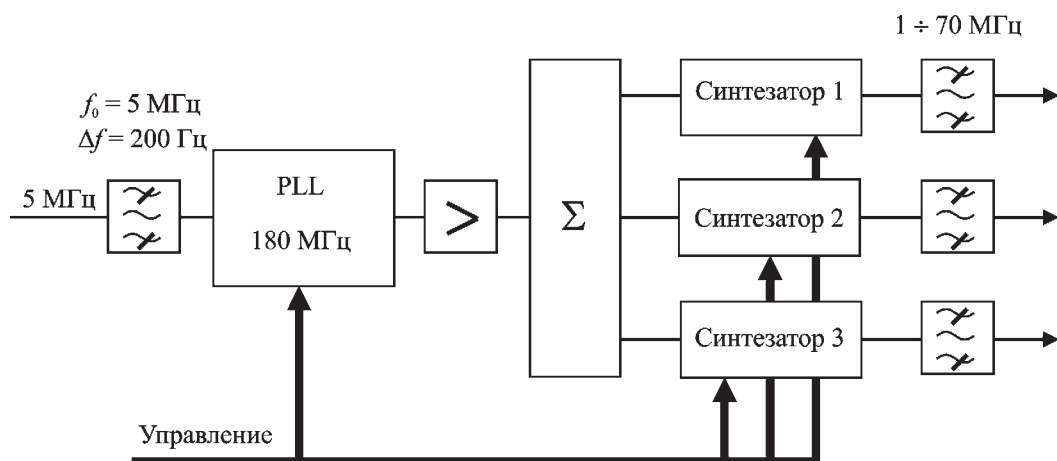 1 ÷ 70 МГц
f₀ = 5 МГц
Δf = 200 Гц
5 МГц
PLL
180 МГц
>
Σ
Синтезатор 1
Синтезатор 2
Синтезатор 3
Управление